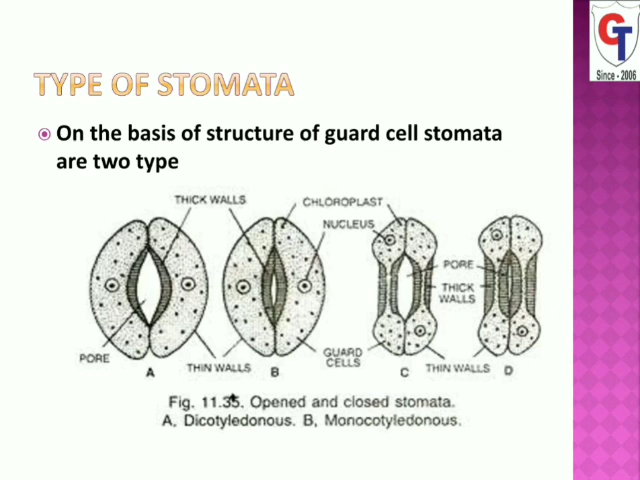 GT
Since - 2006
TYPE OF STOMATA
On the basis of structure of guard cell stomata
are two type
THICK WALLS
CHLOROPLAST
NUCLEUS
PORE
THICK
WALLS
PORE
THIN WALLS
GUARD
CELLS
THIN WALLS
A
B
C
D
Fig. 11.35. Opened and closed stomata.
A, Dicotyledonous. B, Monocotyledonous.